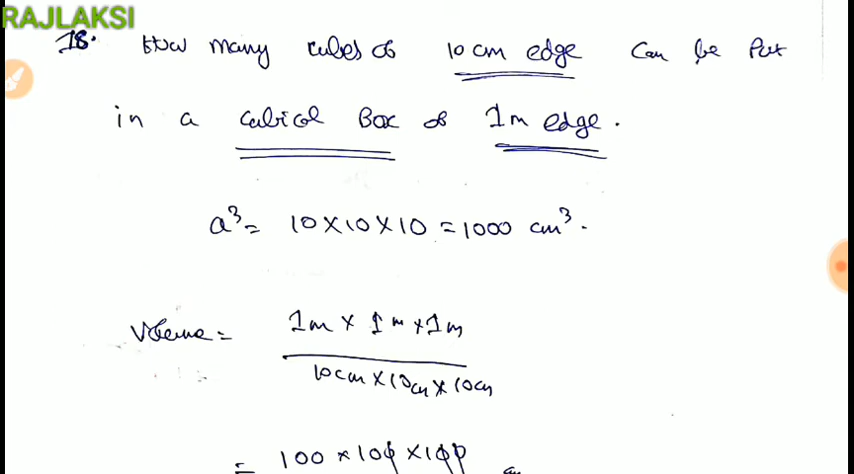 RAJLAKSI
18. How many cubes of 10 cm edge can be Put
in a cubical Box of 1m edge.
a³= 10×10×10=1000 cm³.
Volume= 1m × 1m ×1m
10cm×10cm×10cm
= 100 × 100 ×100